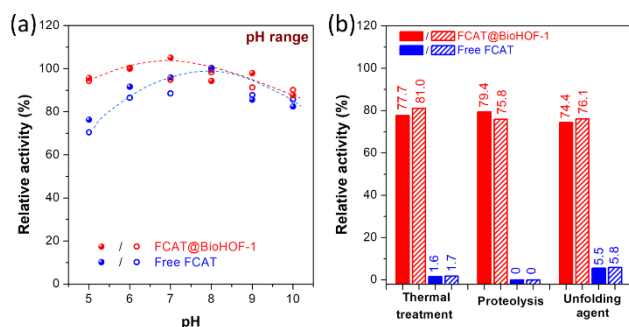 (a)
pH range
Relative activity (%)
120
100
80
60
40
20
0
/ FCAT@BioHOF-1
/ Free FCAT
5 6 7 8 9 10
pH
(b)
/ FCAT@BioHOF-1
/ Free FCAT
Relative activity (%)
120
100
80
60
40
20
0
77.7 81.0 1.6 1.7 79.4 75.8 0 0 74.4 76.1 5.5 5.8
Thermal treatment
Proteolysis
Unfolding agent